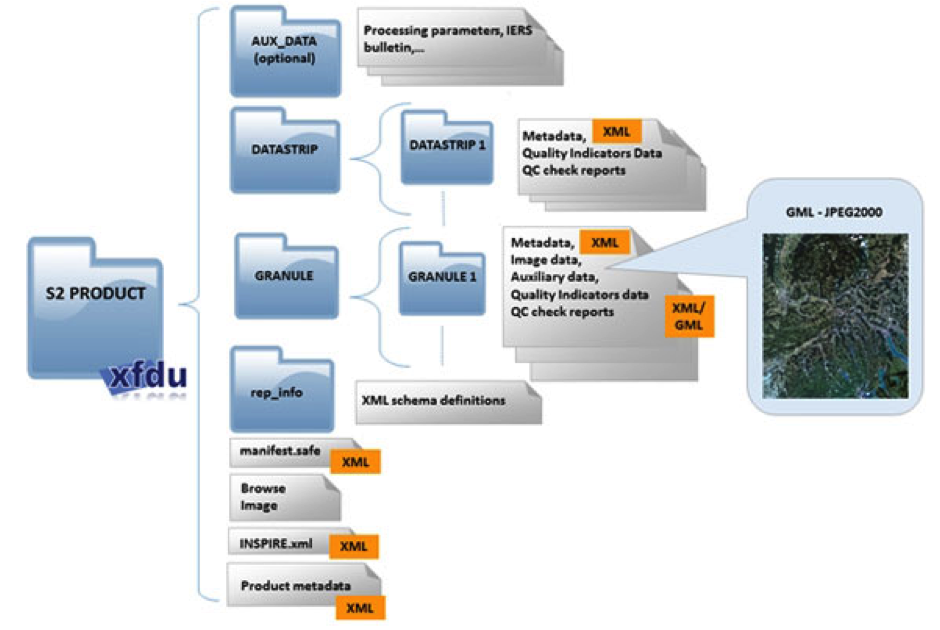 AUX_DATA
(optional)
Processing parameters, IERS
bulletin,...
DATASTRIP
DATASTRIP 1
Metadata,
XML
Quality Indicators Data
QC check reports
GML - JPEG2000
S2 PRODUCT
xfdu
GRANULE
GRANULE 1
Metadata,
XML
Image data,
Auxiliary data,
Quality Indicators data
QC check reports
XML/
GML
rep_info
XML schema definitions
manifest.safe
XML
Browse
Image
INSPIRE.xml
XML
Product metadata
XML